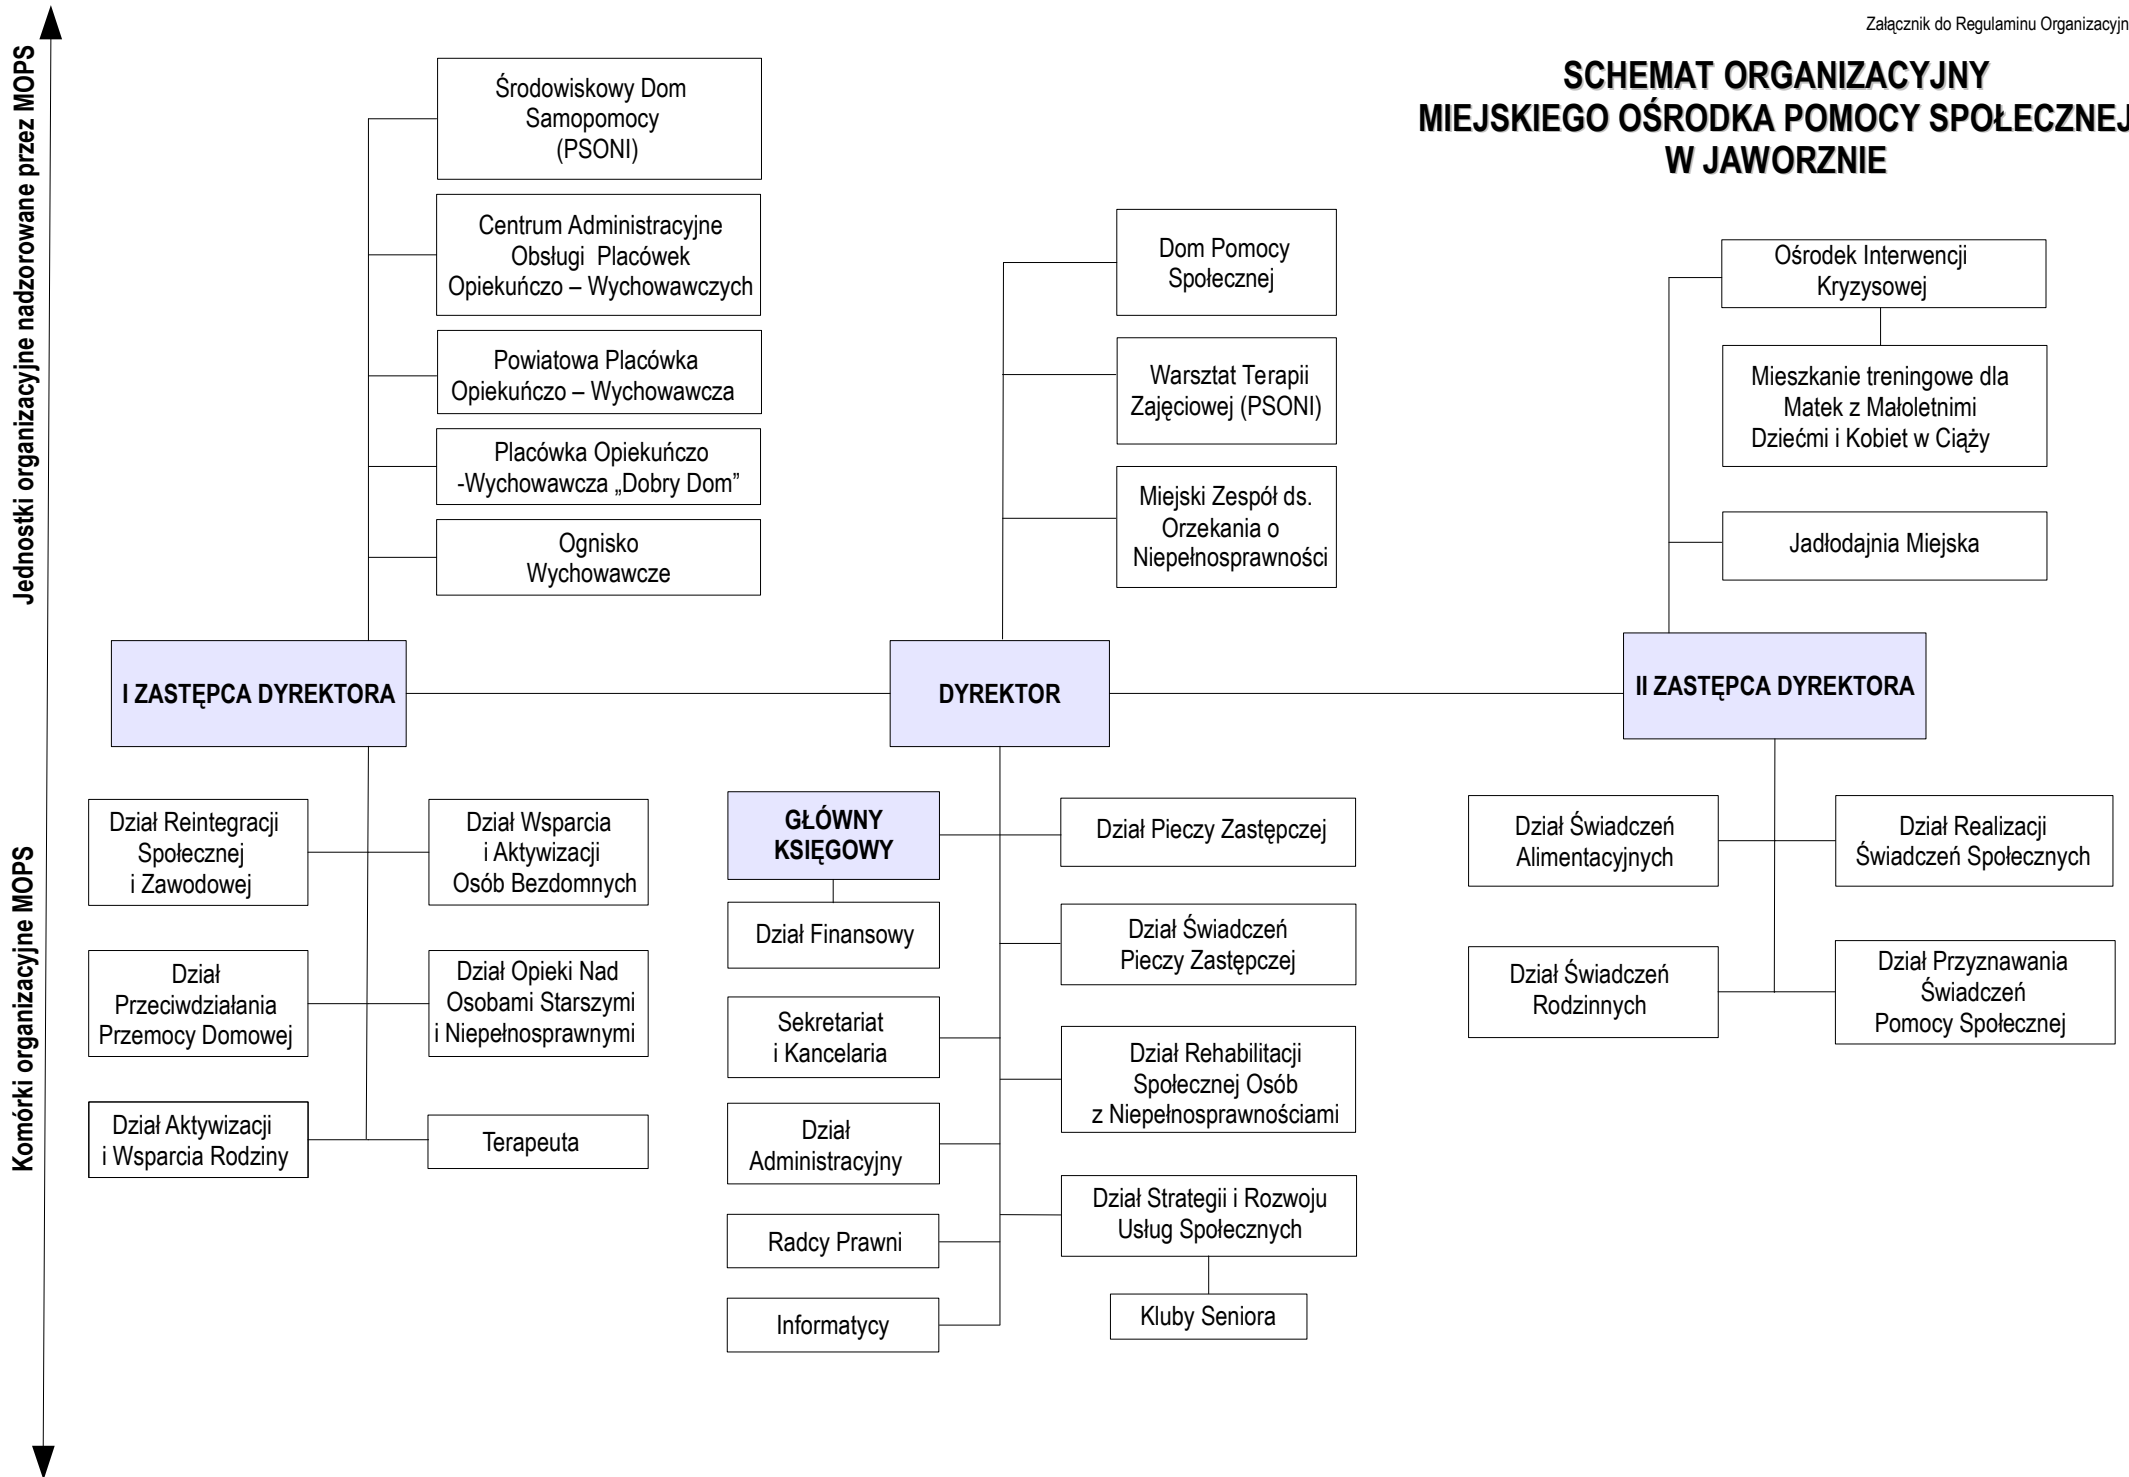 Załącznik do Regulaminu Organizacyjn
SCHEMAT ORGANIZACYJNY
MIEJSKIEGO OŚRODKA POMOCY SPOŁECZNEJ
W JAWORZNIE
Jednostki organizacyjne nadzorowane przez MOPS
Środowiskowy Dom
Samopomocy
(PSONI)
Centrum Administracyjne
Obsługi Placówek
Opiekuńczo – Wychowawczych
Powiatowa Placówka
Opiekuńczo – Wychowawcza
Placówka Opiekuńczo
-Wychowawcza „Dobry Dom”
Ognisko
Wychowawcze
Dom Pomocy
Społecznej
Warsztat Terapii
Zajęciowej (PSONI)
Miejski Zespół ds.
Orzekania o
Niepełnosprawności
Ośrodek Interwencji
Kryzysowej
Mieszkanie treningowe dla
Matek z Małoletnimi
Dziećmi i Kobiet w Ciąży
Jadłodajnia Miejska
I ZASTĘPCA DYREKTORA
DYREKTOR
II ZASTĘPCA DYREKTORA
Komórki organizacyjne MOPS
Dział Reintegracji
Społecznej
i Zawodowej
Dział Wsparcia
i Aktywizacji
Osób Bezdomnych
Dział
Przeciwdziałania
Przemocy Domowej
Dział Opieki Nad
Osobami Starszymi
i Niepełnosprawnymi
Dział Aktywizacji
i Wsparcia Rodziny
Terapeuta
GŁÓWNY
KSIĘGOWY
Dział Finansowy
Sekretariat
i Kancelaria
Dział
Administracyjny
Radcy Prawni
Informatycy
Dział Pieczy Zastępczej
Dział Świadczeń
Pieczy Zastępczej
Dział Rehabilitacji
Społecznej Osób
z Niepełnosprawnościami
Dział Strategii i Rozwoju
Usług Społecznych
Kluby Seniora
Dział Świadczeń
Alimentacyjnych
Dział Realizacji
Świadczeń Społecznych
Dział Świadczeń
Rodzinnych
Dział Przyznawania
Świadczeń
Pomocy Społecznej